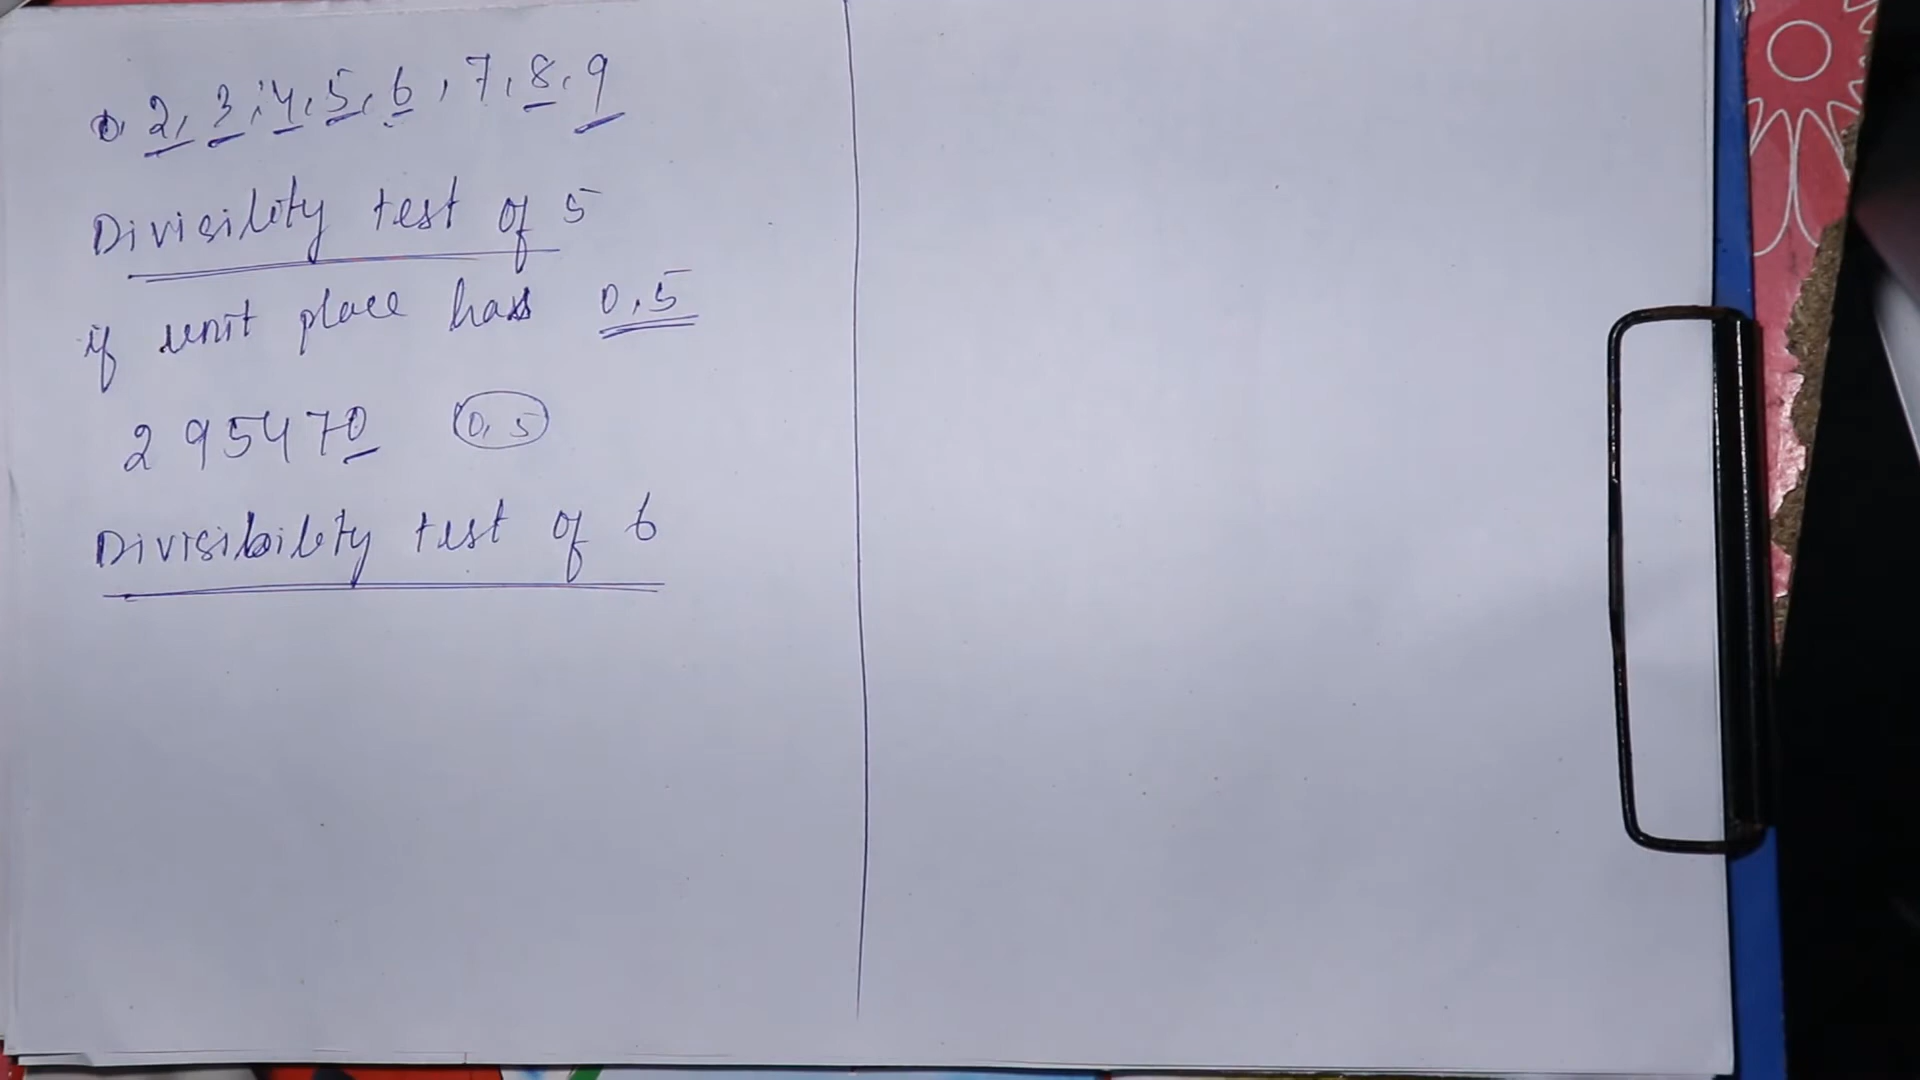 2, 3, 4, 5, 6, 7, 8, 9
Divisility test of 5
if unit place has 0,5
295470 0,5
Divisibility test of 6